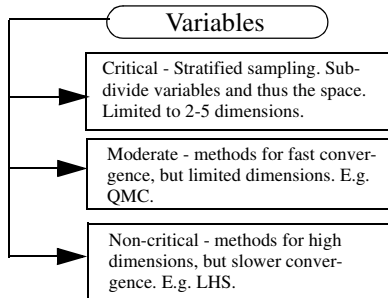 Variables
Critical - Stratified sampling. Sub-
divide variables and thus the space.
Limited to 2-5 dimensions.
Moderate - methods for fast conver-
gence, but limited dimensions. E.g.
QMC.
Non-critical - methods for high
dimensions, but slower conver-
gence. E.g. LHS.